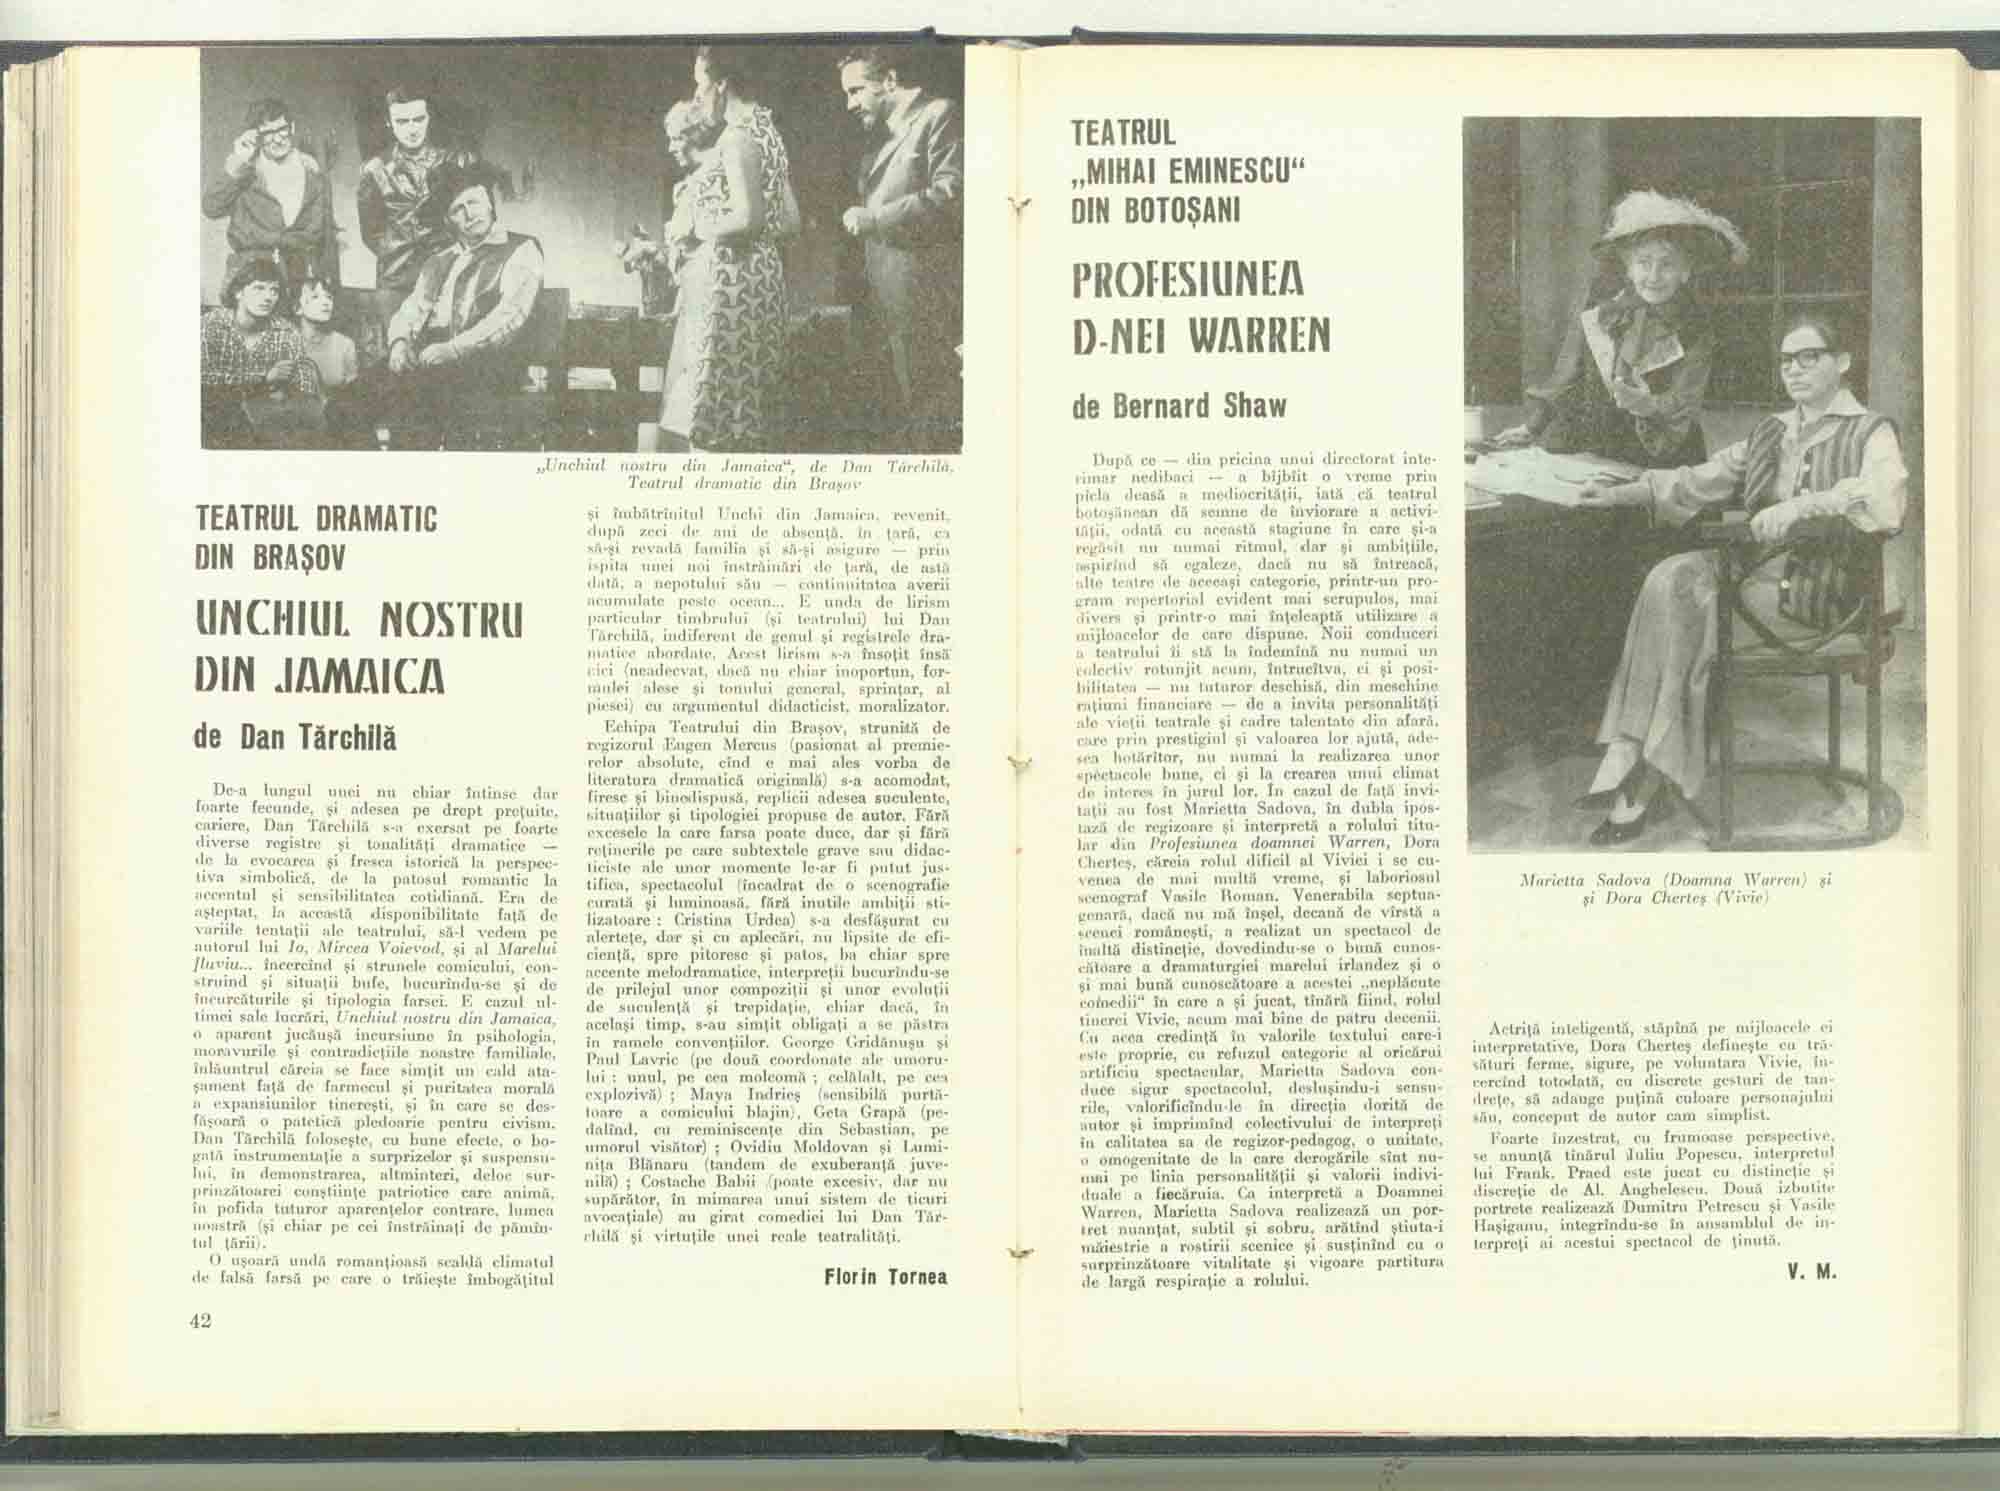 „Unchiul nostru din Jamaica“, de Dan Tărchilă.
Teatrul dramatic din Brașov
TEATRUL DRAMATIC
DIN BRAȘOV
UNCHIUL NOSTRU
DIN JAMAICA
de Dan Tărchilă
De-a lungul unei nu chiar întinse dar
foarte fecunde, și adesea pe drept prețuite,
cariere, Dan Tărchilă s-a exersat pe foarte
diverse registre și tonalități dramatice —
de la evocarea și fresca istorică la perspec-
tiva simbolică, de la patosul romantic la
accentul și sensibilitatea cotidiană. Era de
așteptat, la această disponibilitate față de
variile tentații ale teatrului, să-l vedem pe
autorul lui Io, Mircea Voievod, și al Marelui
fluviu... încercînd și strunele comicului, con-
struind și situații bufe, bucurîndu-se și de
încurcăturile și tipologia farsei. E cazul ul-
timei sale lucrări, Unchiul nostru din Jamaica,
o aparent jucăușă incursiune în psihologia,
moravurile și contradicțiile noastre familiale,
înlăuntrul căreia se face simțit un cald ata-
șament față de farmecul și puritatea morală
a expansiunilor tinerești, și în care se des-
fășoară o patetică pledoarie pentru civism.
Dan Tărchilă folosește, cu bune efecte, o bo-
gată instrumentație a surprizelor și suspensu-
lui, în demonstrarea, altminteri, deloc sur-
prinzătoarei conștiințe patriotice care animă,
în pofida tuturor aparențelor contrare, lumea
noastră (și chiar pe cei înstrăinați de pămîn-
tul țării).
O ușoară undă romanțioasă scaldă climatul
de falsă farsă pe care o trăiește îmbogățitul
și îmbătrînitul Unchi din Jamaica, revenit,
după zeci de ani de absență, în țară, ca
să-și revadă familia și să-și asigure — prin
ispita unei noi înstrăinări de țară, de astă
dată, a nepotului său — continuitatea averii
acumulate peste ocean... E unda de lirism
particular timbrului (și teatrului) lui Dan
Tărchilă, indiferent de genul și registrele dra-
matice abordate. Acest lirism s-a însoțit însă
aici (neadecvat, dacă nu chiar inoportun, for-
mulei alese și tonului general, sprințar, al
piesei) cu argumentul didacticist, moralizator.
Echipa Teatrului din Brașov, strunită de
regizorul Eugen Mercus (pasionat al premie-
relor absolute, cînd e mai ales vorba de
literatura dramatică originală) s-a acomodat,
firesc și binedispusă, replicii adesea suculente,
situațiilor și tipologiei propuse de autor. Fără
excesele la care farsa poate duce, dar și fără
reținerile pe care subtextele grave sau didac-
ticiste ale unor momente le-ar fi putut jus-
tifica, spectacolul (încadrat de o scenografie
curată și luminoasă, fără inutile ambiții sti-
lizatoare : Cristina Urdea) s-a desfășurat cu
alertețe, dar și cu aplecări, nu lipsite de efi-
ciență, spre pitoresc și patos, ba chiar spre
accente melodramatice, interpreții bucurîndu-se
de prilejul unor compoziții și unor evoluții
de suculență și trepidație, chiar dacă, în
același timp, s-au simțit obligați a se păstra
în ramele convențiilor. George Gridănușu și
Paul Lavric (pe două coordonate ale umoru-
lui : unul, pe cea molcomă ; celălalt, pe cea
explozivă) ; Maya Indrieș (sensibilă purtă-
toare a comicului blajin), Geta Grapă (pe-
dalînd, cu reminiscențe din Sebastian, pe
umorul visător) ; Ovidiu Moldovan și Lumi-
nița Blănaru (tandem de exuberanță juve-
nilă) ; Costache Babii (poate excesiv, dar nu
supărător, în mimarea unui sistem de ticuri
avocațiale) au girat comediei lui Dan Tăr-
chilă și virtuțile unei reale teatralități.
Florin Tornea
42
TEATRUL
„MIHAI EMINESCU“
DIN BOTOȘANI
PROFESIUNEA
D-NEI WARREN
de Bernard Shaw
După ce — din pricina unui directorat inte-
rimar nedibaci — a bîjbîit o vreme prin
pîcla deasă a mediocrității, iată că teatrul
botoșănean dă semne de înviorare a activi-
tății, odată cu această stagiune în care și-a
regăsit nu numai ritmul, dar și ambițiile,
aspirînd să egaleze, dacă nu să întreacă,
alte teatre de aceeași categorie, printr-un pro-
gram repertorial evident mai scrupulos, mai
divers și printr-o mai înțeleaptă utilizare a
mijloacelor de care dispune. Noii conduceri
a teatrului îi stă la îndemînă nu numai un
colectiv rotunjit acum, întrucîtva, ci și posi-
bilitatea — nu tuturor deschisă, din meschine
rațiuni financiare — de a invita personalități
ale vieții teatrale și cadre talentate din afară,
care prin prestigiul și valoarea lor ajută, ade-
sea hotărîtor, nu numai la realizarea unor
spectacole bune, ci și la crearea unui climat
de interes în jurul lor. În cazul de față invi-
tații au fost Marietta Sadova, în dubla ipos-
tază de regizoare și interpretă a rolului titu-
lar din Profesiunea doamnei Warren, Dora
Cherteș, căreia rolul dificil al Viviei i se cu-
venea de mai multă vreme, și laboriosul
scenograf Vasile Roman. Venerabila septua-
genară, dacă nu mă înșel, decană de vîrstă a
scenei românești, a realizat un spectacol de
înaltă distincție, dovedindu-se o bună cunos-
cătoare a dramaturgiei marelui irlandez și o
și mai bună cunoscătoare a acestei „neplăcute
comedii“ în care a și jucat, tînără fiind, rolul
tinerei Vivie, acum mai bine de patru decenii.
Cu acea credință în valorile textului care-i
este proprie, cu refuzul categoric al oricărui
artificiu spectacular, Marietta Sadova con-
duce sigur spectacolul, deslușindu-i sensu-
rile, valorificîndu-le în direcția dorită de
autor și imprimînd colectivului de interpreți
în calitatea sa de regizor-pedagog, o unitate,
o omogenitate de la care derogările sînt nu-
mai pe linia personalității și valorii indivi-
duale a fiecăruia. Ca interpretă a Doamnei
Warren, Marietta Sadova realizează un por-
tret nuanțat, subtil și sobru, arătînd știuta-i
măiestrie a rostirii scenice și susținînd cu o
surprinzătoare vitalitate și vigoare partitura
de largă respirație a rolului.
Marietta Sadova (Doamna Warren) și
și Dora Cherteș (Vivie)
Actriță inteligentă, stăpînă pe mijloacele ei
interpretative, Dora Cherteș definește cu tră-
sături ferme, sigure, pe voluntara Vivie, în-
cercînd totodată, cu discrete gesturi de tan-
drețe, să adauge puțină culoare personajului
său, conceput de autor cam simplist.
Foarte înzestrat, cu frumoase perspective,
se anunță tînărul Juliu Popescu, interpretul
lui Frank. Praed este jucat cu distincție și
discreție de Al. Anghelescu. Două izbutite
portrete realizează Dumitru Petrescu și Vasile
Hașiganu, integrîndu-se în ansamblul de in-
terpreți ai acestui spectacol de ținută.
V. M.